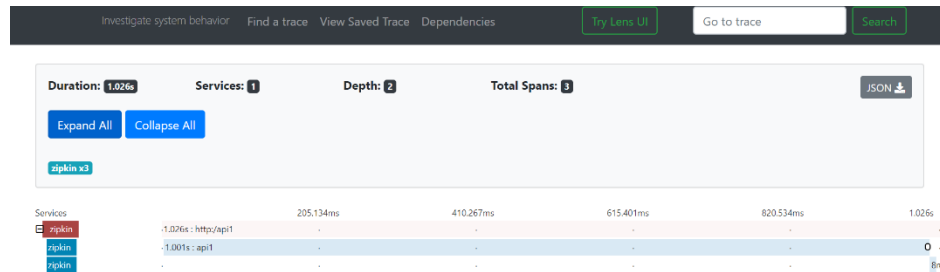 Investigate system behavior Find a trace View Saved Trace Dependencies Try Lens UI Go to trace Search
Duration: 1.026s Services: 1 Depth: 2 Total Spans: 3 JSON
Expand All Collapse All
zipkin x3
Services 205.134ms 410.267ms 615.401ms 820.534ms 1.026s
zipkin -1.026s : http:/api1
zipkin -1.001s : api1
zipkin